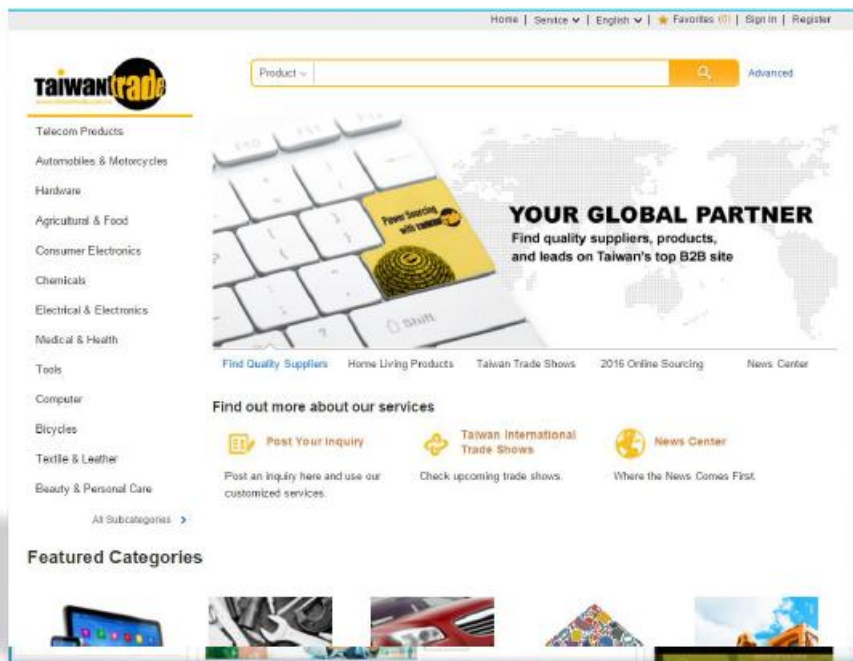 Home | Service | English | Favorites (0) | Sign In | Register
Taiwantrade
Product
Advanced
Telecom Products
Automobiles & Motorcycles
Hardware
Agricultural & Food
Consumer Electronics
Chemicals
Electrical & Electronics
Medical & Health
Tools
Computer
Bicycles
Textile & Leather
Beauty & Personal Care
All Subcategories
F10 F11 F12
Power Sourcing
with Taiwantrade
Shift
YOUR GLOBAL PARTNER
Find quality suppliers, products,
and leads on Taiwan's top B2B site
Find Quality Suppliers Home Living Products Taiwan Trade Shows 2016 Online Sourcing News Center
Find out more about our services
Post Your Inquiry
Post an inquiry here and use our
customized services.
Taiwan International
Trade Shows
Check upcoming trade shows.
News Center
Where the News Comes First.
Featured Categories